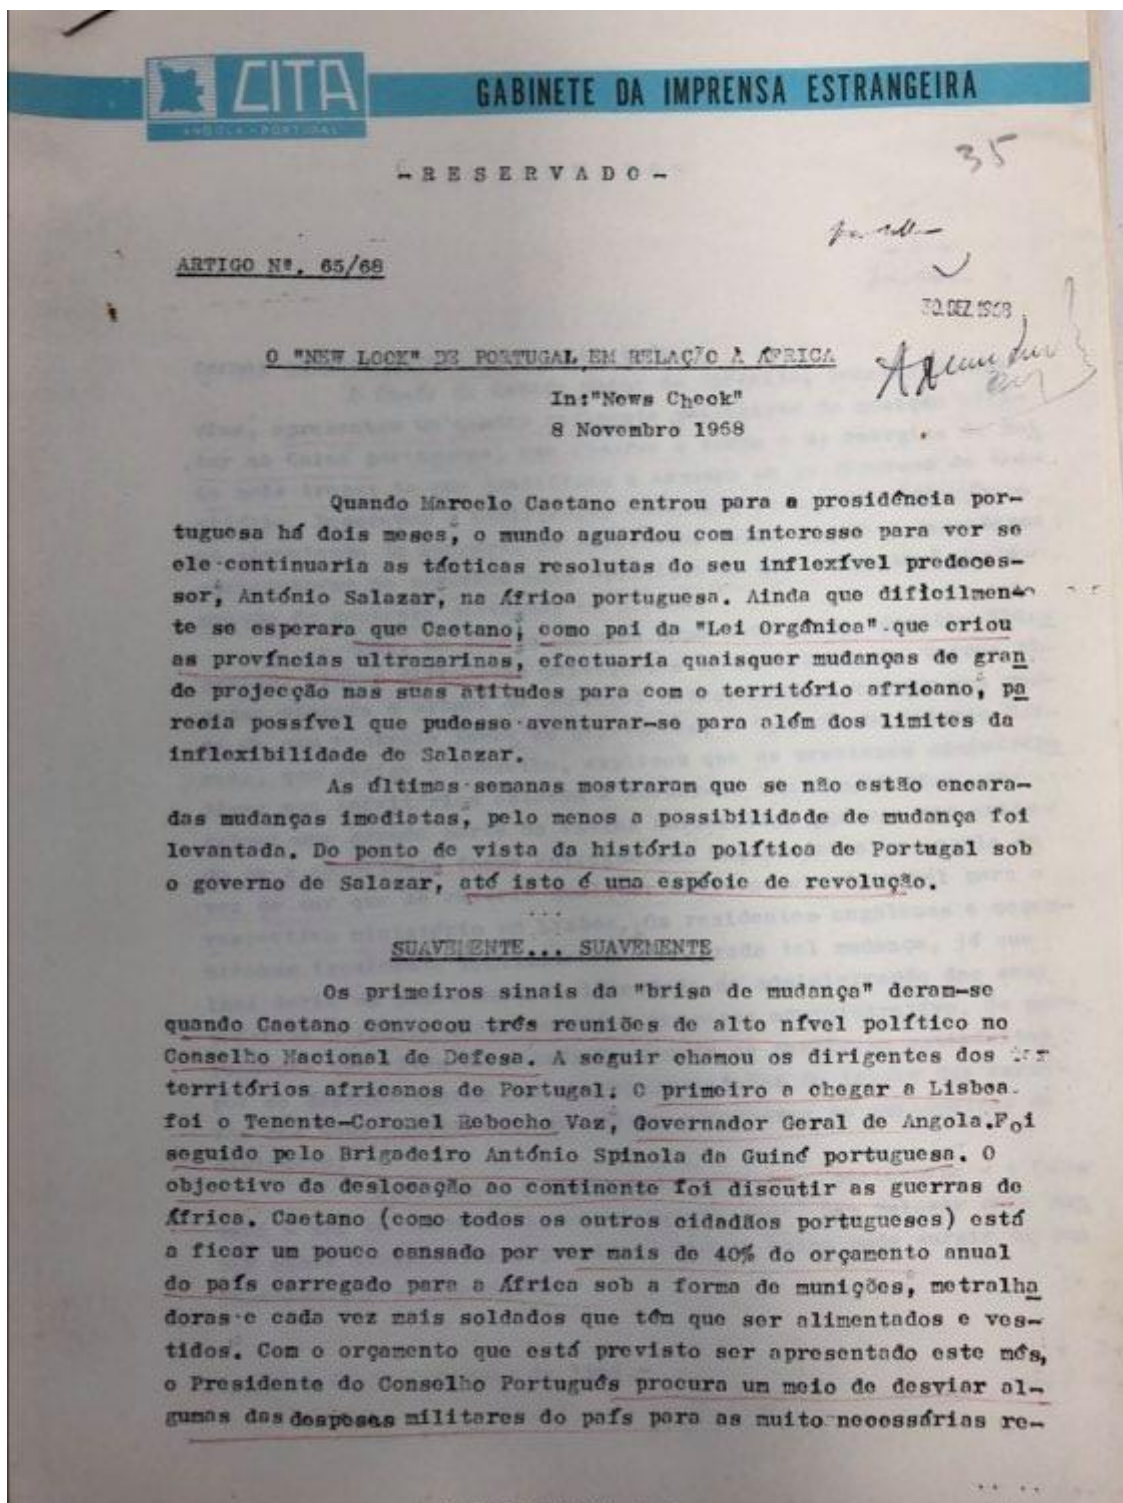 CITA
ANGOLA - PORTUGAL
GABINETE DA IMPRENSA ESTRANGEIRA
35
-RESERVADO-
ARTIGO Nº. 65/68
30.DEZ.1968
O "NEW LOOK" DE PORTUGAL EM RELAÇÃO À ÁFRICA
In:"News Check"
8 Novembro 1968
Quando Marcelo Caetano entrou para a presidência por-
tuguesa há dois meses, o mundo aguardou com interesse para ver se
ele continuaria as tácticas resolutas do seu inflexível predeces-
sor, António Salazar, na África portuguesa. Ainda que dificilmen-
te se esperara que Caetano, como pai da "Lei Orgânica" que criou
as províncias ultramarinas, efectuaria quaisquer mudanças de gran
de projecção nas suas atitudes para com o território africano, pa
recia possível que pudesse aventurar-se para além dos limites da
inflexibilidade de Salazar.
As últimas semanas mostraram que se não estão encara-
das mudanças imediatas, pelo menos a possibilidade de mudança foi
levantada. Do ponto de vista da história política de Portugal sob
o governo de Salazar, até isto é uma espécie de revolução.
...
SUAVEMENTE... SUAVEMENTE
Os primeiros sinais da "brisa de mudança" deram-se
quando Caetano convocou três reuniões de alto nível político no
Conselho Nacional de Defesa. A seguir chamou os dirigentes dos
territórios africanos de Portugal; O primeiro a chegar a Lisboa
foi o Tenente-Coronel Rebocho Vaz, Governador Geral de Angola.Foi
seguido pelo Brigadeiro António Spinola da Guiné portuguesa. O
objectivo da deslocação ao continente foi discutir as guerras de
África. Caetano (como todos os outros cidadãos portugueses) está
a ficar um pouco cansado por ver mais de 40% do orçamento anual
do país carregado para a África sob a forma de munições, metralha
doras e cada vez mais soldados que têm que ser alimentados e ves-
tidos. Com o orçamento que está previsto ser apresentado este mês,
o Presidente do Conselho Português procura um meio de desviar al-
gumas das despesas militares do país para as muito necessárias re-